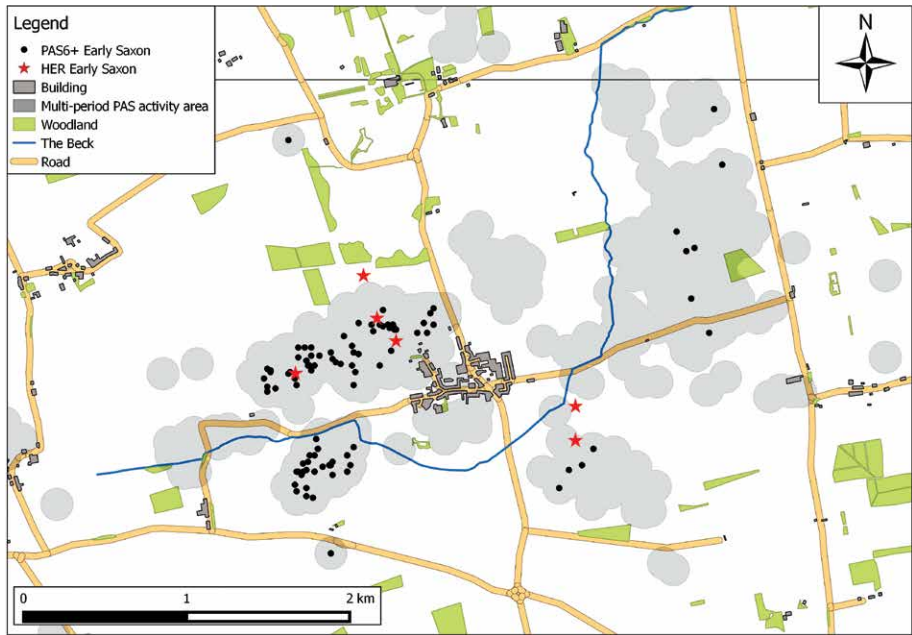 Legend
PAS6+ Early Saxon
HER Early Saxon
Building
Multi-period PAS activity area
Woodland
The Beck
Road
N
0 1 2 km